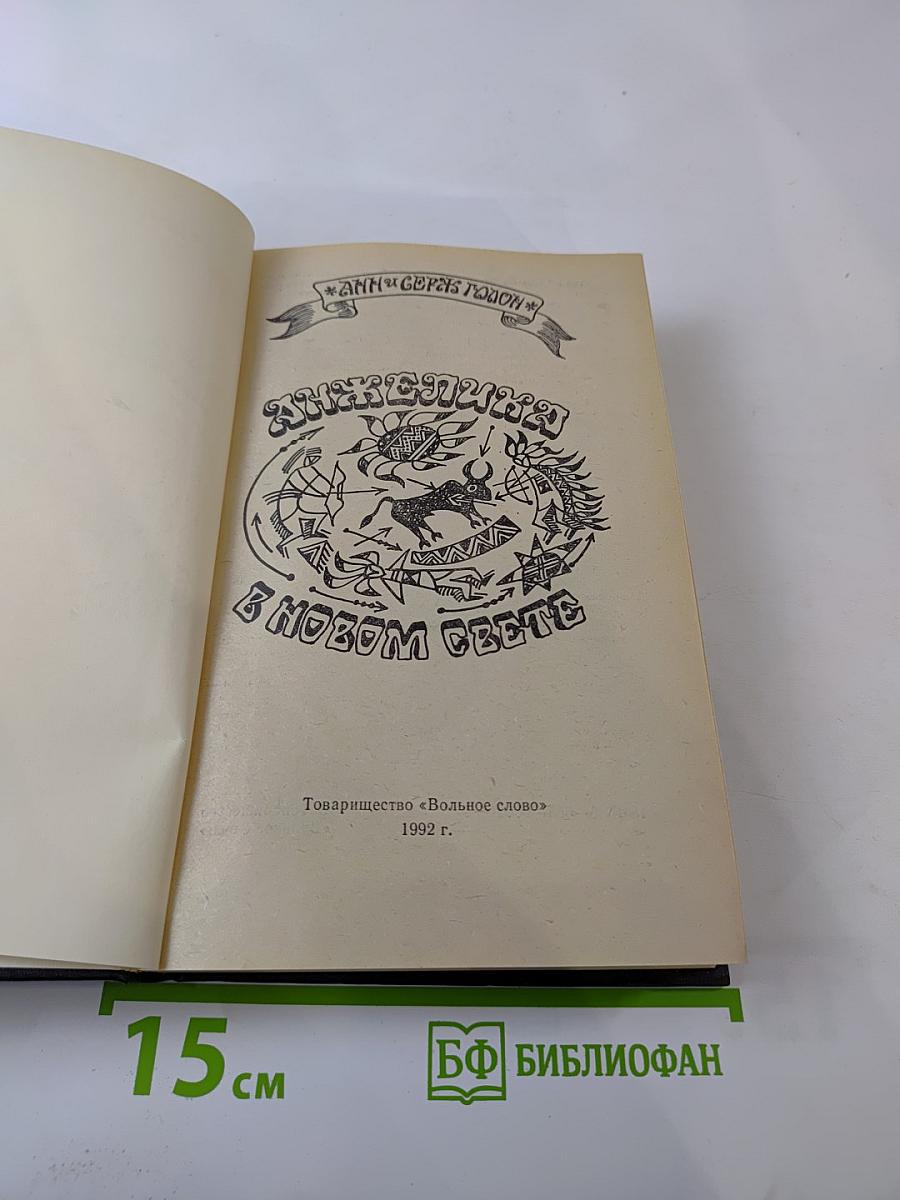 *АНН и СЕРЖ ГОЛОН*
АНЖЕЛИКА
В НОВОМ СВЕТЕ
Товарищество «Вольное слово»
1992 г.
15 см
БФ БИБЛИОФАН